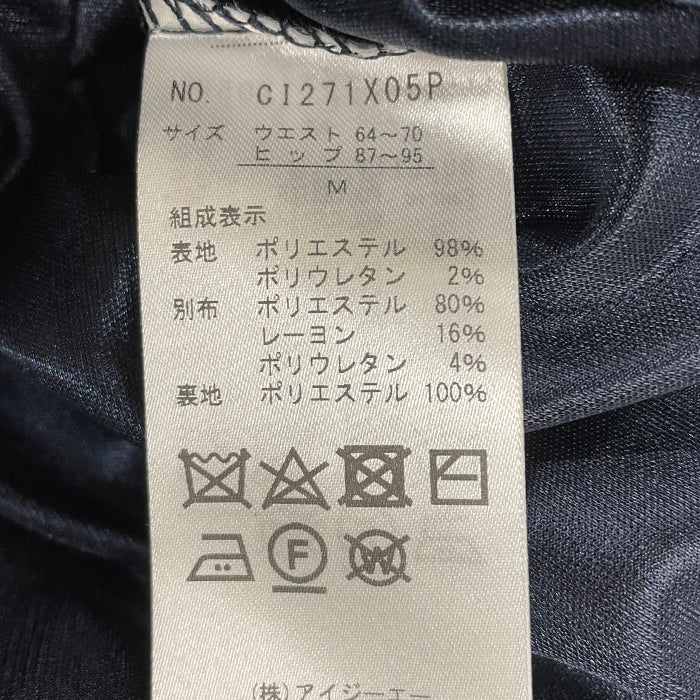 NO. CI271X05P
サイズ ウエスト 64〜70
ヒップ 87〜95
M
組成表示
表地 ポリエステル 98%
ポリウレタン 2%
別布 ポリエステル 80%
レーヨン 16%
ポリウレタン 4%
裏地 ポリエステル 100%
F W
(株)アイジーエー